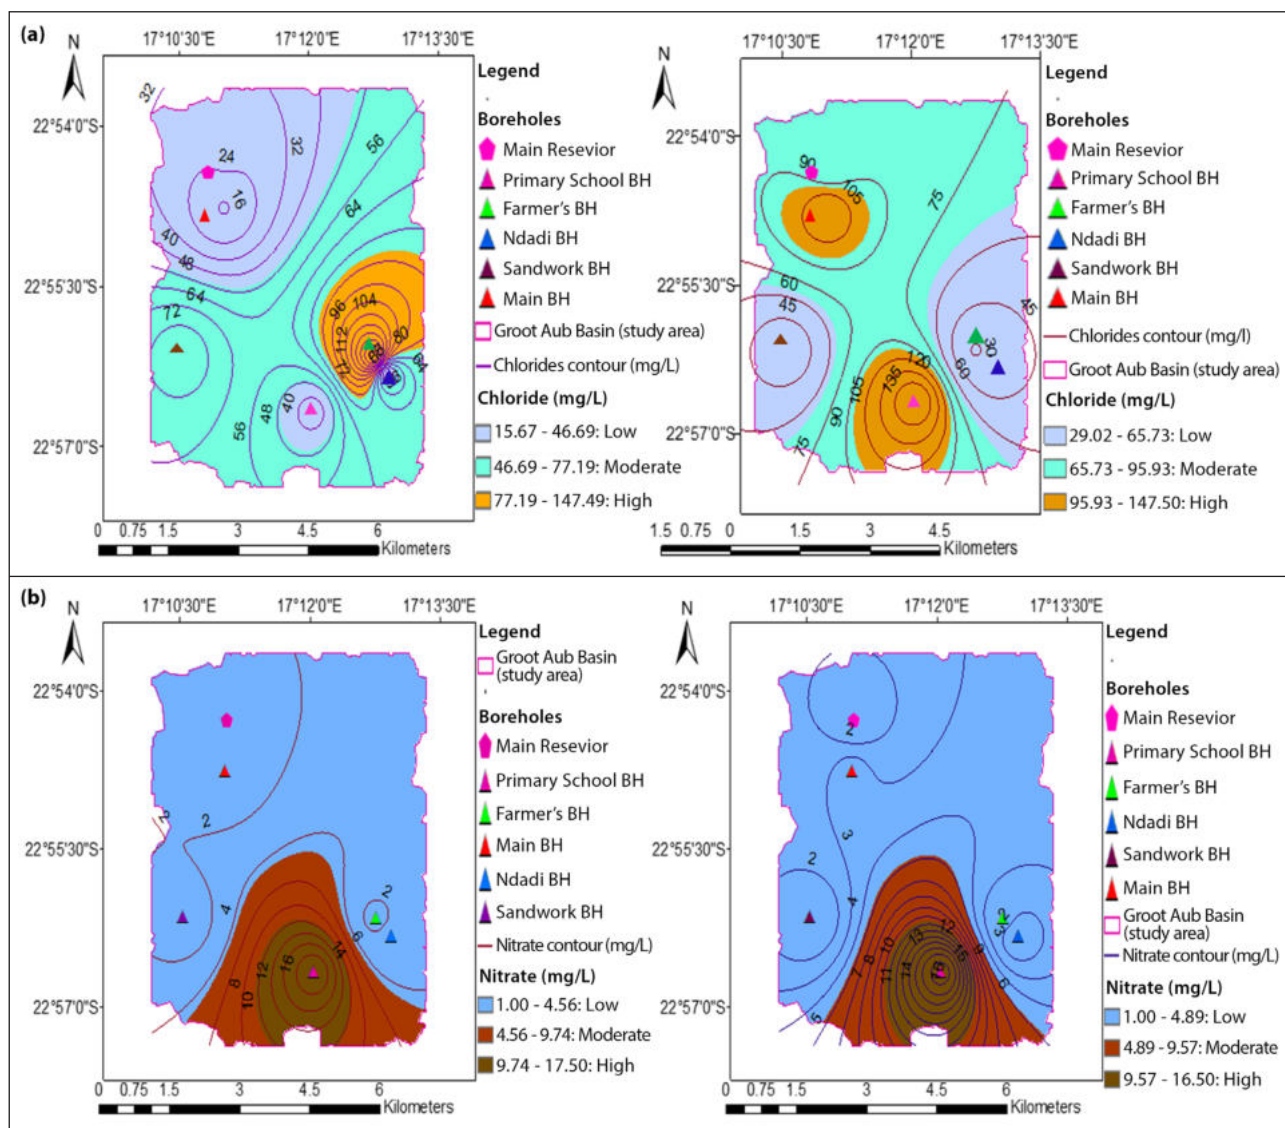 (a)
N
17°10'30"E 17°12'0"E 17°13'30"E
22°54'0"S
22°55'30"S
22°57'0"S
32
24
16
32
56
40
48
64
64
72
96
104
112
80
88
64
40
48
56
0 0.75 1.5 3 4.5 6
Kilometers
Legend
Boreholes
Main Resevior
Primary School BH
Farmer's BH
Ndadi BH
Sandwork BH
Main BH
Groot Aub Basin (study area)
Chlorides contour (mg/L)
Chloride (mg/L)
15.67 - 46.69: Low
46.69 - 77.19: Moderate
77.19 - 147.49: High
N
17°10'30"E 17°12'0"E 17°13'30"E
22°54'0"S
22°55'30"S
22°57'0"S
105
75
60
45
45
30
60
120
135
105
90
75
1.5 0.75 0 1.5 3 4.5
Kilometers
Legend
Boreholes
Main Resevior
Primary School BH
Farmer's BH
Ndadi BH
Sandwork BH
Main BH
Chlorides contour (mg/l)
Groot Aub Basin (study area)
Chloride (mg/L)
29.02 - 65.73: Low
65.73 - 95.93: Moderate
95.93 - 147.50: High
(b)
N
17°10'30"E 17°12'0"E 17°13'30"E
22°54'0"S
22°55'30"S
22°57'0"S
2
2
4
2
6
8
10
12
16
14
0 0.75 1.5 3 4.5 6
Kilometers
Legend
Groot Aub Basin
(study area)
Boreholes
Main Resevior
Primary School BH
Farmer's BH
Main BH
Ndadi BH
Sandwork BH
Nitrate contour (mg/L)
Nitrate (mg/L)
1.00 - 4.56: Low
4.56 - 9.74: Moderate
9.74 - 17.50: High
N
17°10'30"E 17°12'0"E 17°13'30"E
22°54'0"S
22°55'30"S
22°57'0"S
2
3
2
4
2
3
12
13
10
8
7
9
15
14
11
16
6
5
0 0.75 1.5 3 4.5 6
Kilometers
Legend
Boreholes
Main Resevior
Primary School BH
Farmer's BH
Ndadi BH
Sandwork BH
Main BH
Groot Aub Basin
(study area)
Nitrate contour (mg/L)
Nitrate (mg/L)
1.00 - 4.89: Low
4.89 - 9.57: Moderate
9.57 - 16.50: High